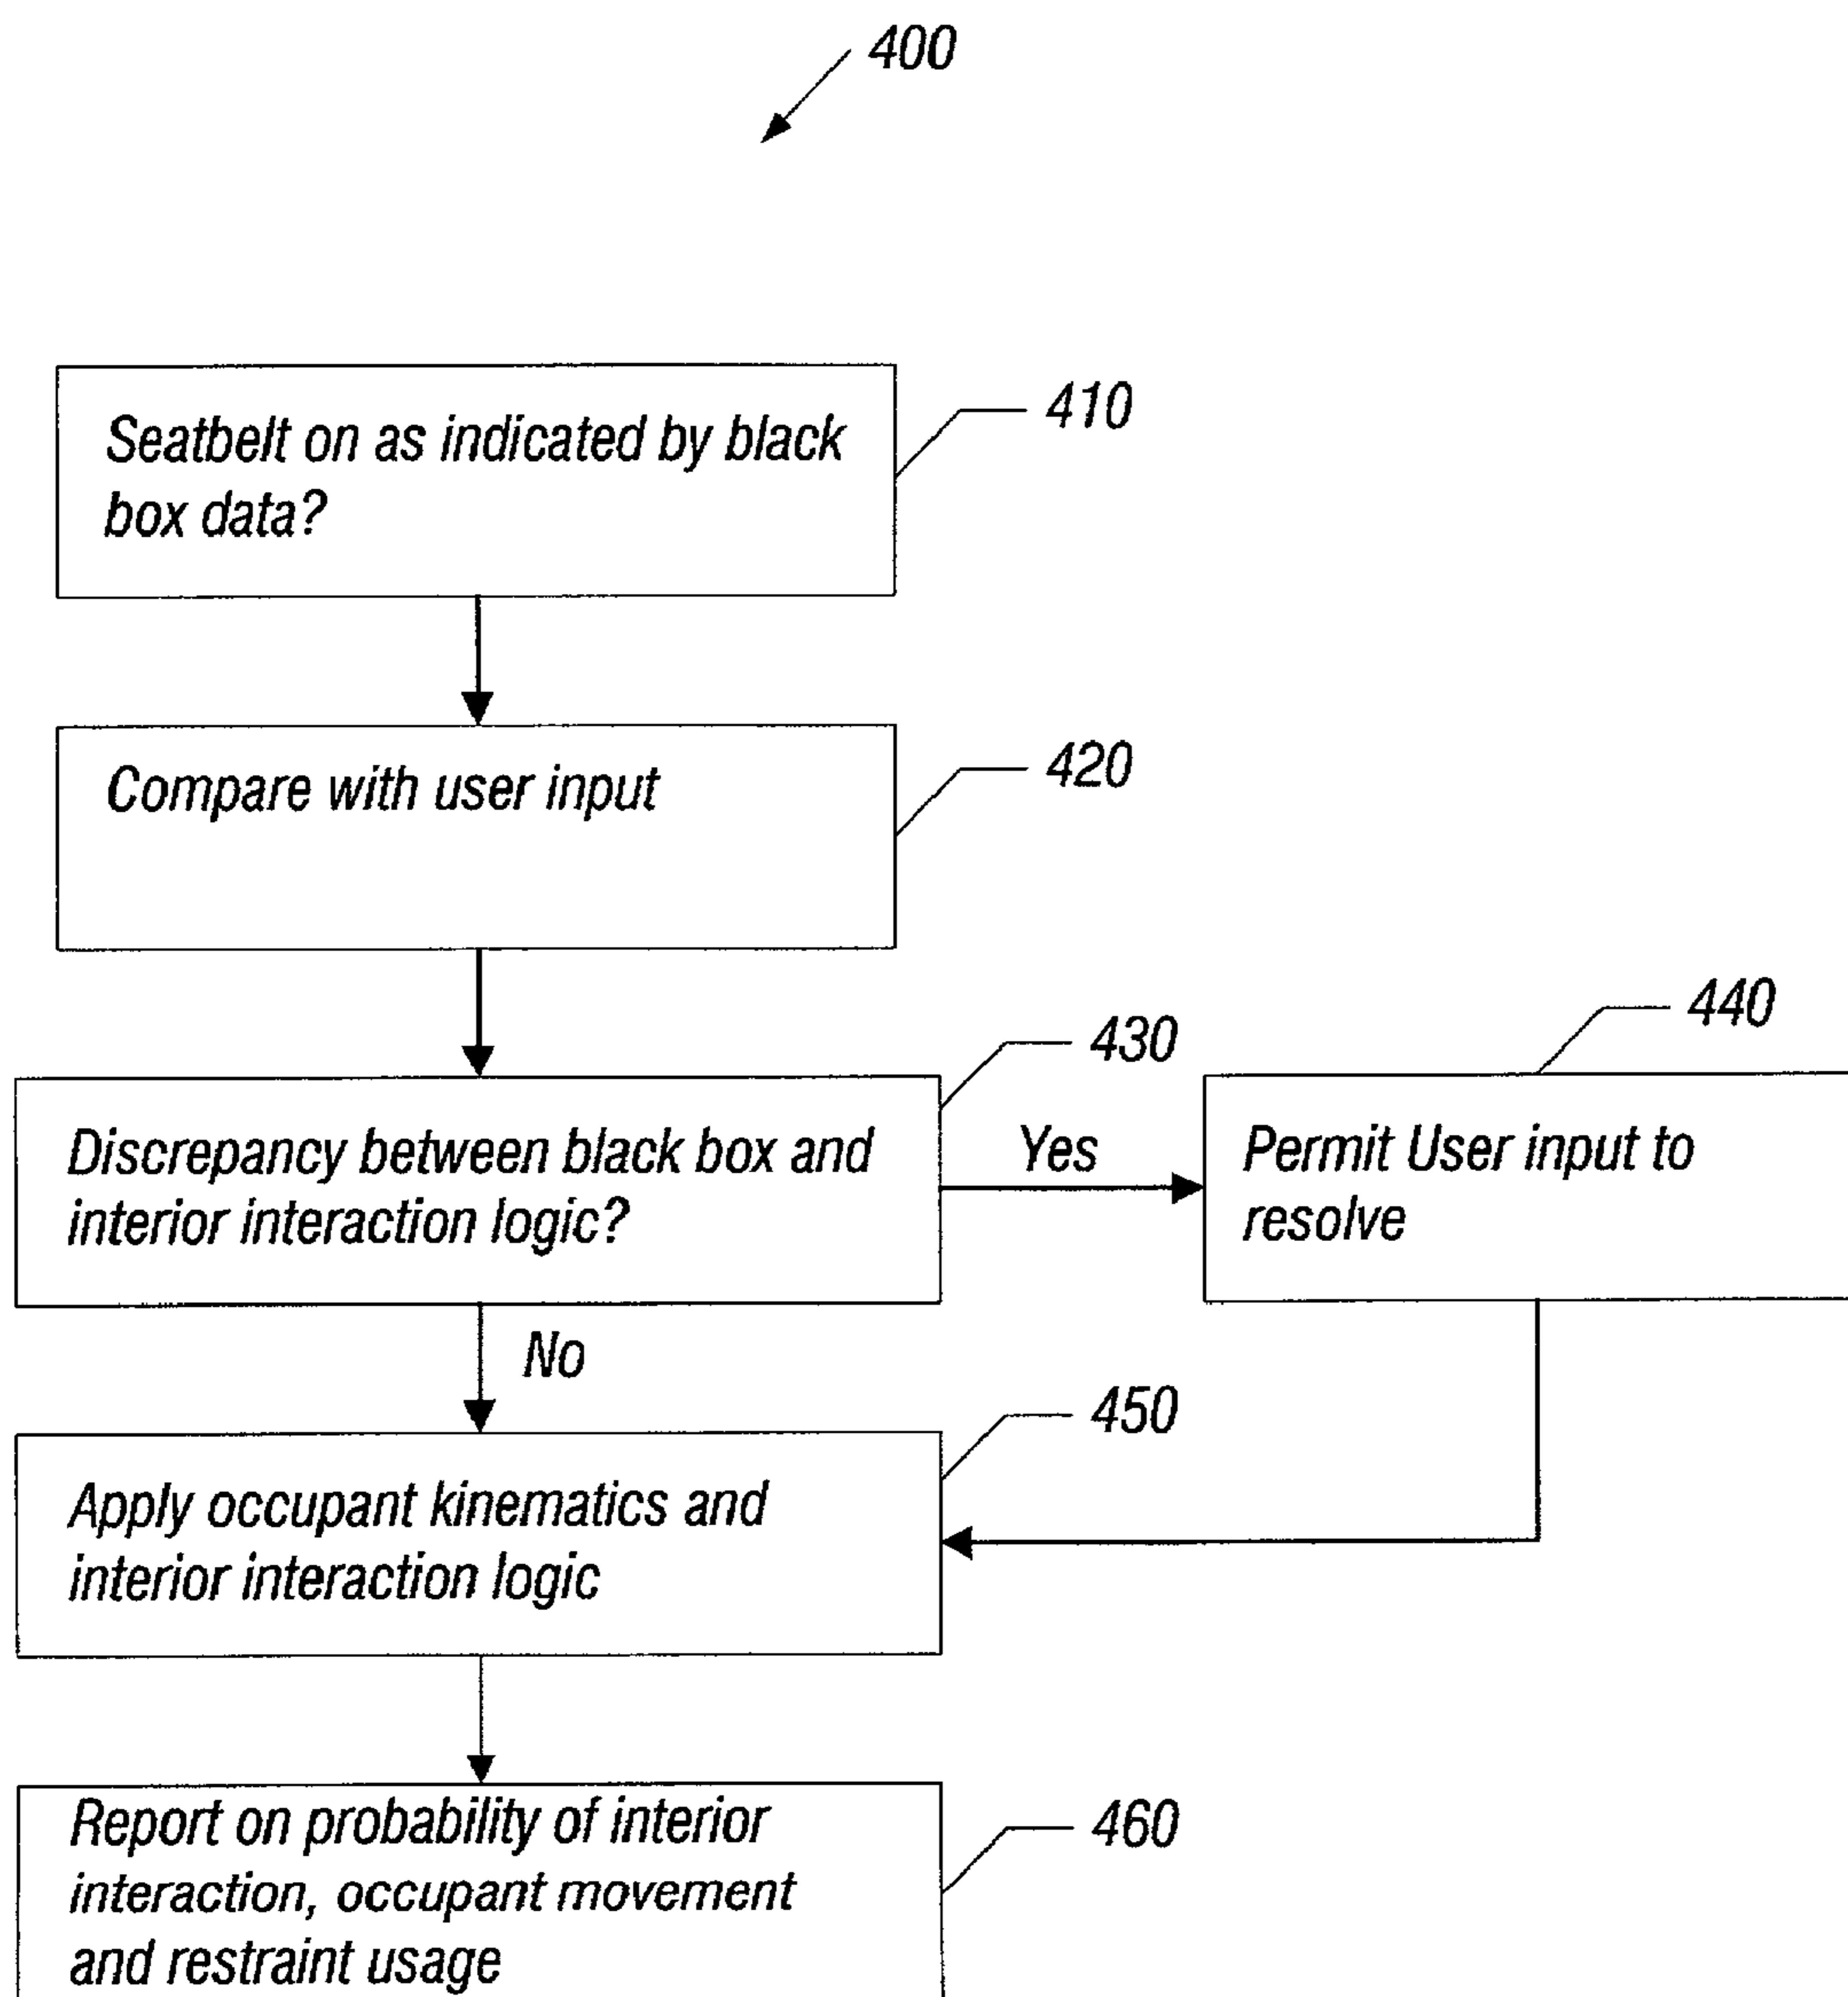 400
Seatbelt on as indicated by black
box data?
410
Compare with user input
420
Discrepancy between black box and
interior interaction logic?
430
Yes
Permit User input to
resolve
440
No
Apply occupant kinematics and
interior interaction logic
450
Report on probability of interior
interaction, occupant movement
and restraint usage
460